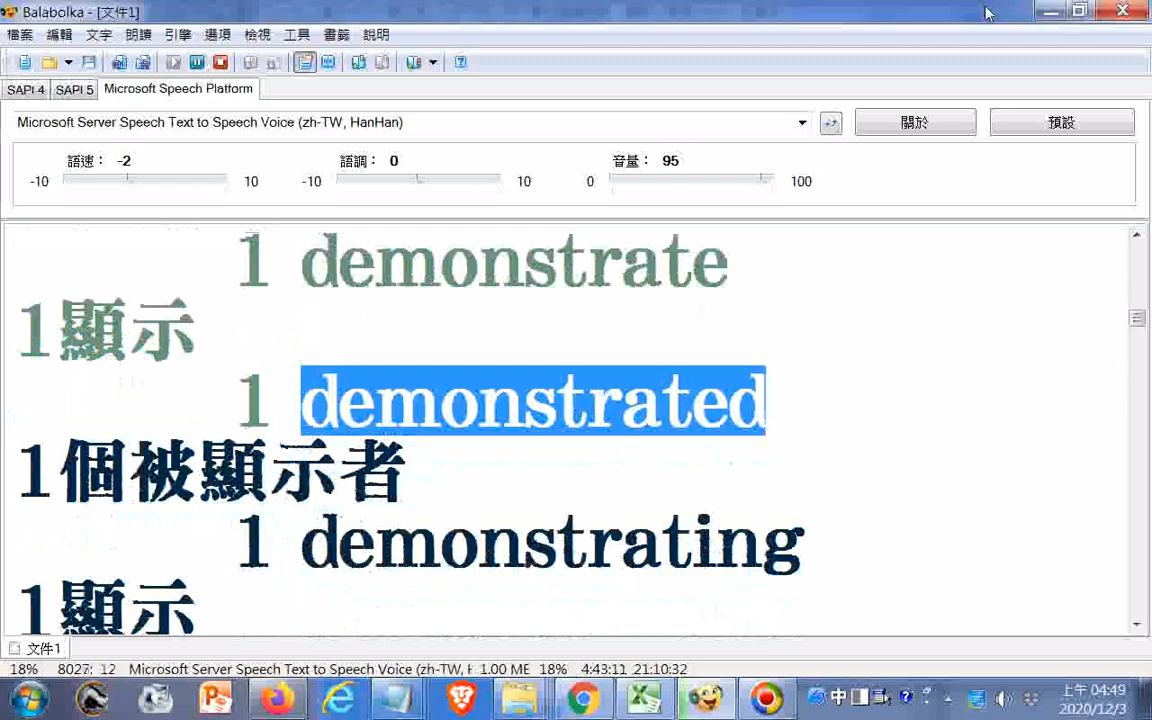 Balabolka - [文件1]
檔案 編輯 文字 朗讀 引擎 選項 檢視 工具 書籤 說明
SAPI 4 SAPI 5 Microsoft Speech Platform
Microsoft Server Speech Text to Speech Voice (zh-TW, HanHan) 關於 預設
語速： -2 語調： 0 音量： 95
-10 10 -10 10 0 100
1 demonstrate
1顯示
1 demonstrated
1個被顯示者
1 demonstrating
1顯示
文件1
18% 8027: 12 Microsoft Server Speech Text to Speech Voice (zh-TW, 1.00 ME 18% 4:43:11 21:10:32
中 上午 04:49
2020/12/3